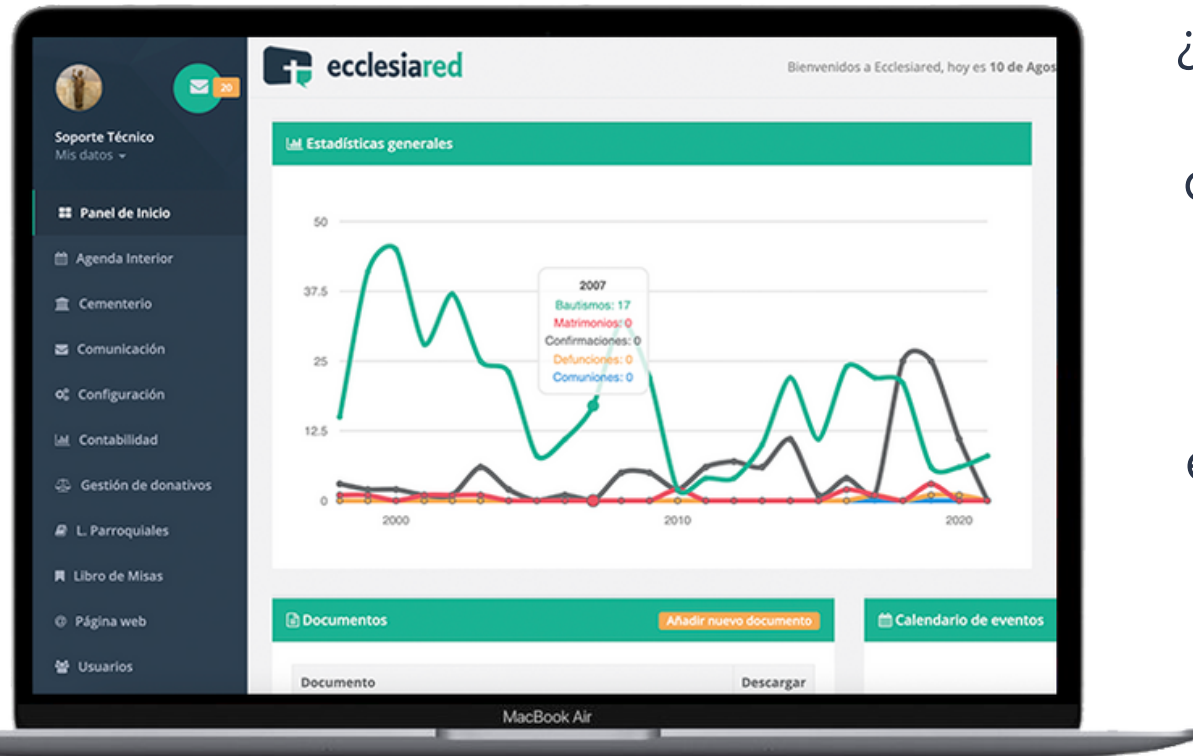 20
Soporte Técnico
Mis datos
Panel de Inicio
Agenda Interior
Cementerio
Comunicación
Configuración
Contabilidad
Gestión de donativos
L. Parroquiales
Libro de Misas
Página web
Usuarios
ecclesiared
Bienvenidos a Ecclesiared, hoy es 10 de Agos
Estadísticas generales
50
37.5
25
12.5
0
2007
Bautismos: 17
Matrimonios: 0
Confirmaciones: 0
Defunciones: 0
Comuniones: 0
2000
2010
2020
Documentos
Añadir nuevo documento
Documento
Descargar
Calendario de eventos
MacBook Air
¿
e